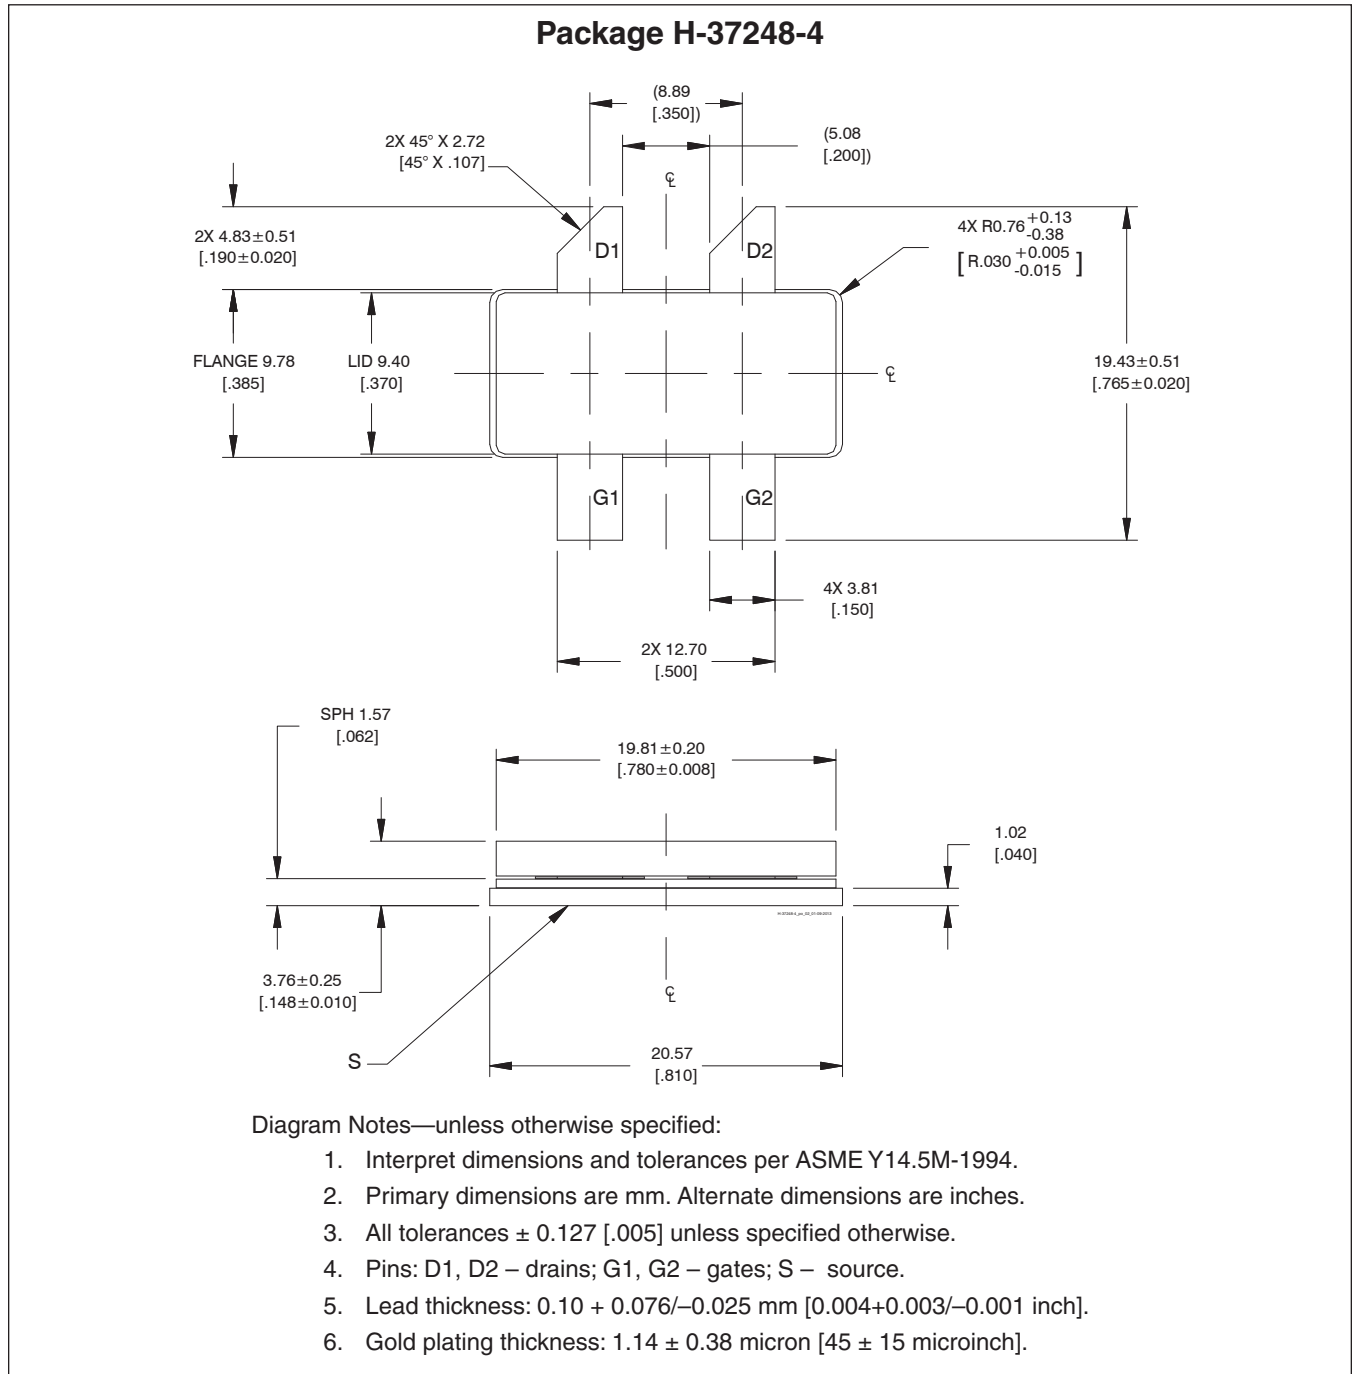 Package H-37248-4
(8.89
[.350])
2X 45° X 2.72
[45° X .107]
(5.08
[.200])
℄
2X 4.83±0.51
[.190±0.020]
D1
D2
4X R0.76 +0.13 -0.38
[R.030 +0.005 -0.015]
FLANGE 9.78
[.385]
LID 9.40
[.370]
℄
19.43±0.51
[.765±0.020]
G1
G2
4X 3.81
[.150]
2X 12.70
[.500]
SPH 1.57
[.062]
19.81±0.20
[.780±0.008]
1.02
[.040]
H-37248-4_po_02_01-08-2013
3.76±0.25
[.148±0.010]
℄
S
20.57
[.810]
Diagram Notes—unless otherwise specified:
1. Interpret dimensions and tolerances per ASME Y14.5M-1994.
2. Primary dimensions are mm. Alternate dimensions are inches.
3. All tolerances ± 0.127 [.005] unless specified otherwise.
4. Pins: D1, D2 – drains; G1, G2 – gates; S – source.
5. Lead thickness: 0.10 + 0.076/–0.025 mm [0.004+0.003/–0.001 inch].
6. Gold plating thickness: 1.14 ± 0.38 micron [45 ± 15 microinch].